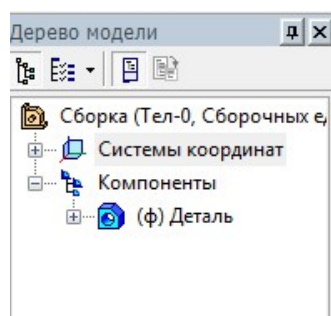 Дерево модели
Сборка (Тел-0, Сборочных е
Системы координат
Компоненты
(ф) Деталь